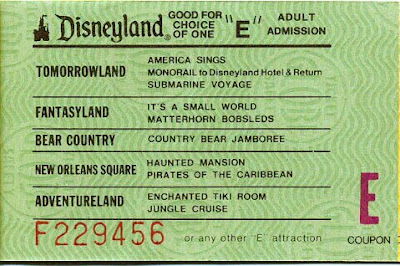 Disneyland® GOOD FOR CHOICE OF ONE "E" ADULT ADMISSION
TOMORROWLAND
AMERICA SINGS
MONORAIL to Disneyland Hotel & Return
SUBMARINE VOYAGE
FANTASYLAND
IT'S A SMALL WORLD
MATTERHORN BOBSLEDS
BEAR COUNTRY
COUNTRY BEAR JAMBOREE
NEW ORLEANS SQUARE
HAUNTED MANSION
PIRATES OF THE CARIBBEAN
ADVENTURELAND
ENCHANTED TIKI ROOM
JUNGLE CRUISE
E
F229456
or any other 'E' attraction
COUPON